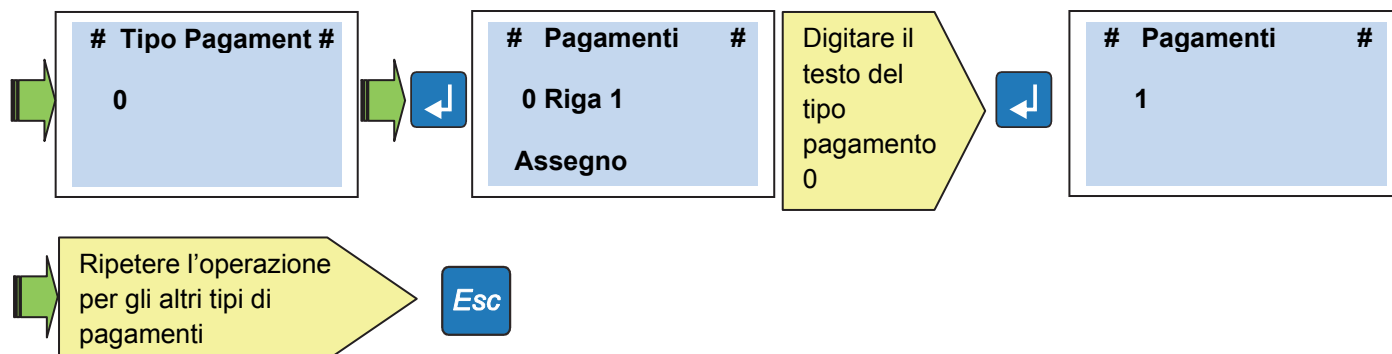 # Tipo Pagament #
0
# Pagamenti #
0 Riga 1
Assegno
Digitare il
testo del
tipo
pagamento
0
# Pagamenti #
1
Ripetere l’operazione
per gli altri tipi di
pagamenti
Esc